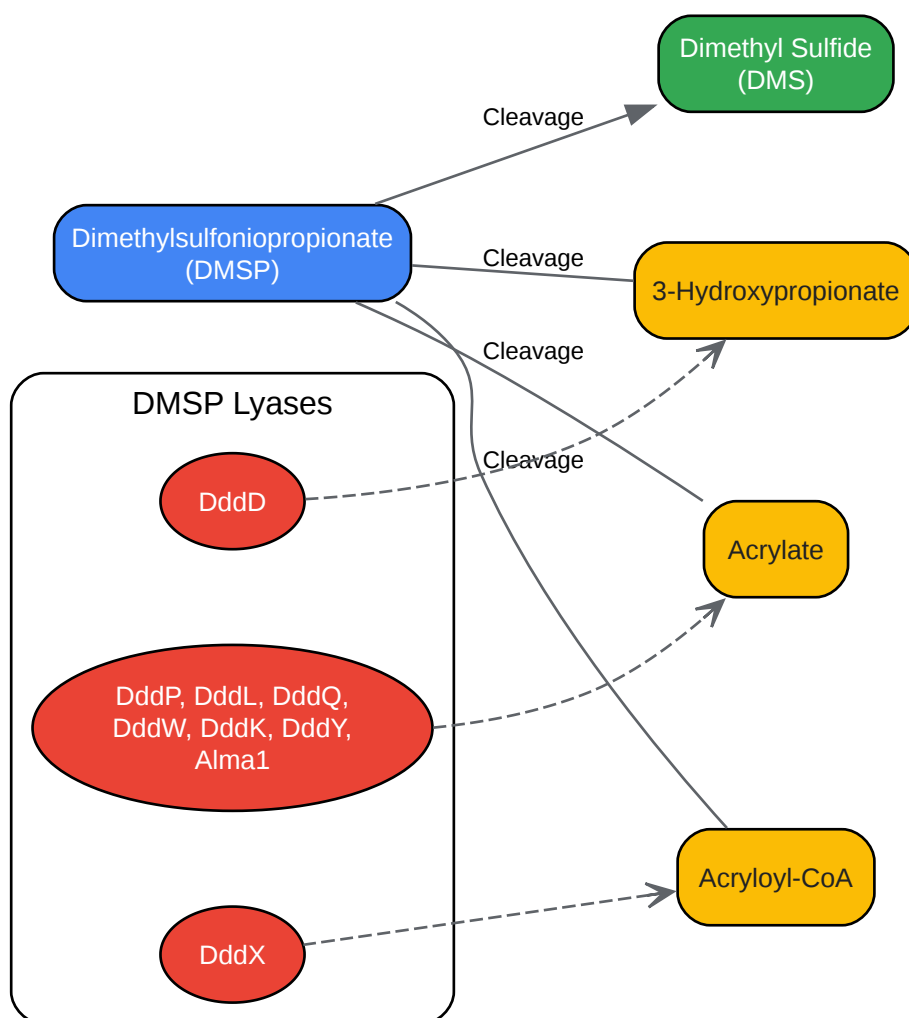 Dimethyl Sulfide
(DMS)
Cleavage
Dimethylsulfoniopropionate
(DMSP)
Cleavage
3-Hydroxypropionate
Cleavage
DMSP Lyases
Cleavage
DddD
Acrylate
DddP, DddL, DddQ,
DddW, DddK, DddY,
Alma1
Acryloyl-CoA
DddX